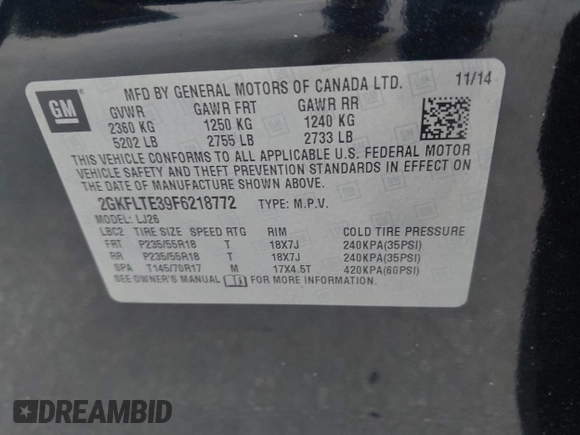 GM
MFD BY GENERAL MOTORS OF CANADA LTD. 11/14
GVWR GAWR FRT GAWR RR
2360 KG 1250 KG 1240 KG
5202 LB 2756 LB 2733 LB
THIS VEHICLE CONFORMS TO ALL APPLICABLE U.S. FEDERAL MOTOR
VEHICLE SAFETY AND THEFT PREVENTION STANDARDS IN EFFECT ON
THE DATE OF MANUFACTURE SHOWN ABOVE.
2GKFLTE39F6218772 TYPE: M.P.V.
MODEL: LJ26
LBC2 TIRE SIZE SPEED RTG RIM COLD TIRE PRESSURE
FRT P235/55R18 T 18X7J 240KPA(35PSI)
RR P235/55R18 T 18X7J 240KPA(35PSI)
SPA T145/70R17 M 17X4.5T 420KPA(60PSI)
SEE OWNER'S MANUAL FOR MORE INFORMATION
DREAMBID